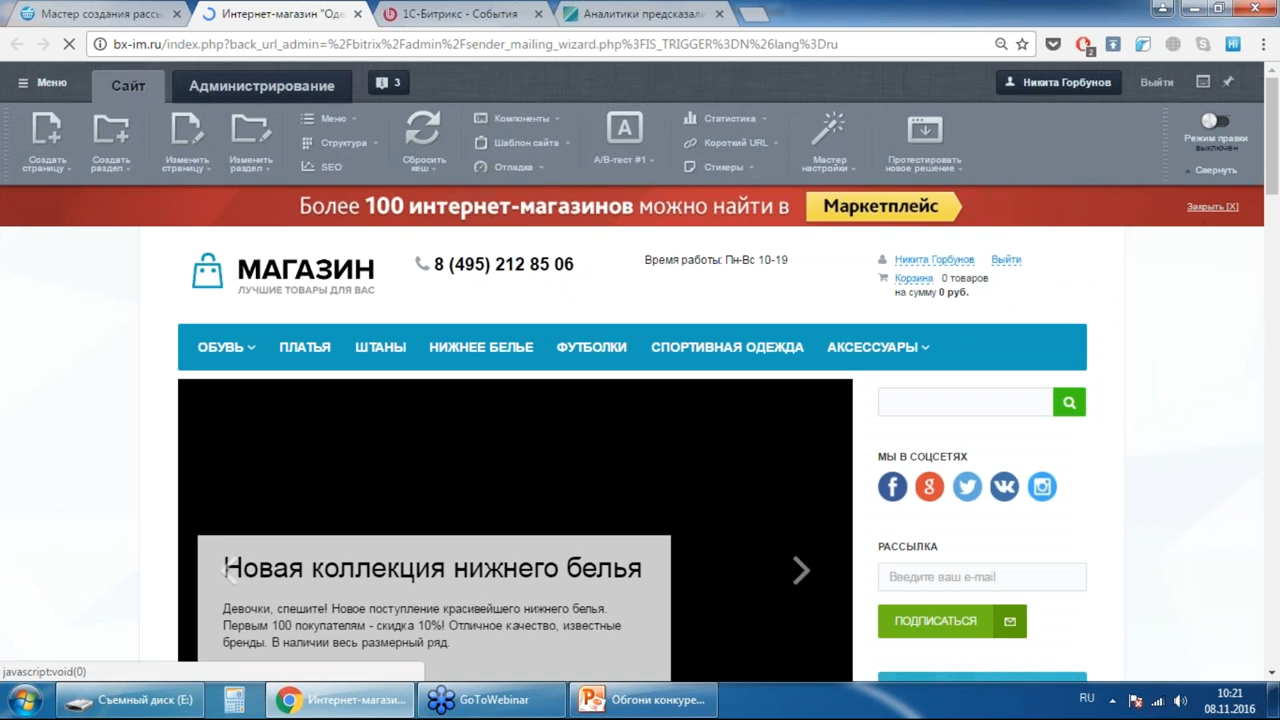 Мастер создания рассы
Интернет-магазин "Оде
1С-Битрикс - События
Аналитики предсказали
bx-im.ru/index.php?back_url_admin=%2Fbitrix%2Fadmin%2Fsender_mailing_wizard.php%3FIS_TRIGGER%3DN%26lang%3Dru
2
Hi
Меню
Сайт
Администрирование
3
Никита Горбунов
Выйти
Создать страницу
Создать раздел
Изменить страницу
Изменить раздел
Меню
Структура
SEO
Сбросить кеш
Компоненты
Шаблон сайта
Отладка
A
A/B-тест #1
Статистика
Короткий URL
Стикеры
Мастер настройки
Протестировать новое решение
Режим правки
выключен
Свернуть
Более 100 интернет-магазинов можно найти в
Маркетплейс
Закрыть [X]
МАГАЗИН
ЛУЧШИЕ ТОВАРЫ ДЛЯ ВАС
8 (495) 212 85 06
Время работы: Пн-Вс 10-19
Никита Горбунов
Выйти
Корзина 0 товаров
на сумму 0 руб.
ОБУВЬ
ПЛАТЬЯ
ШТАНЫ
НИЖНЕЕ БЕЛЬЕ
ФУТБОЛКИ
СПОРТИВНАЯ ОДЕЖДА
АКСЕССУАРЫ
Новая коллекция нижнего белья
Девочки, спешите! Новое поступление красивейшего нижнего белья.
Первым 100 покупателям - скидка 10%! Отличное качество, известные
бренды. В наличии весь размерный ряд.
МЫ В СОЦСЕТЯХ
РАССЫЛКА
Введите ваш e-mail
ПОДПИСАТЬСЯ
javascript:void(0)
Съемный диск (E:)
Интернет-магази...
GoToWebinar
Обгони конкуре...
RU
10:21
08.11.2016